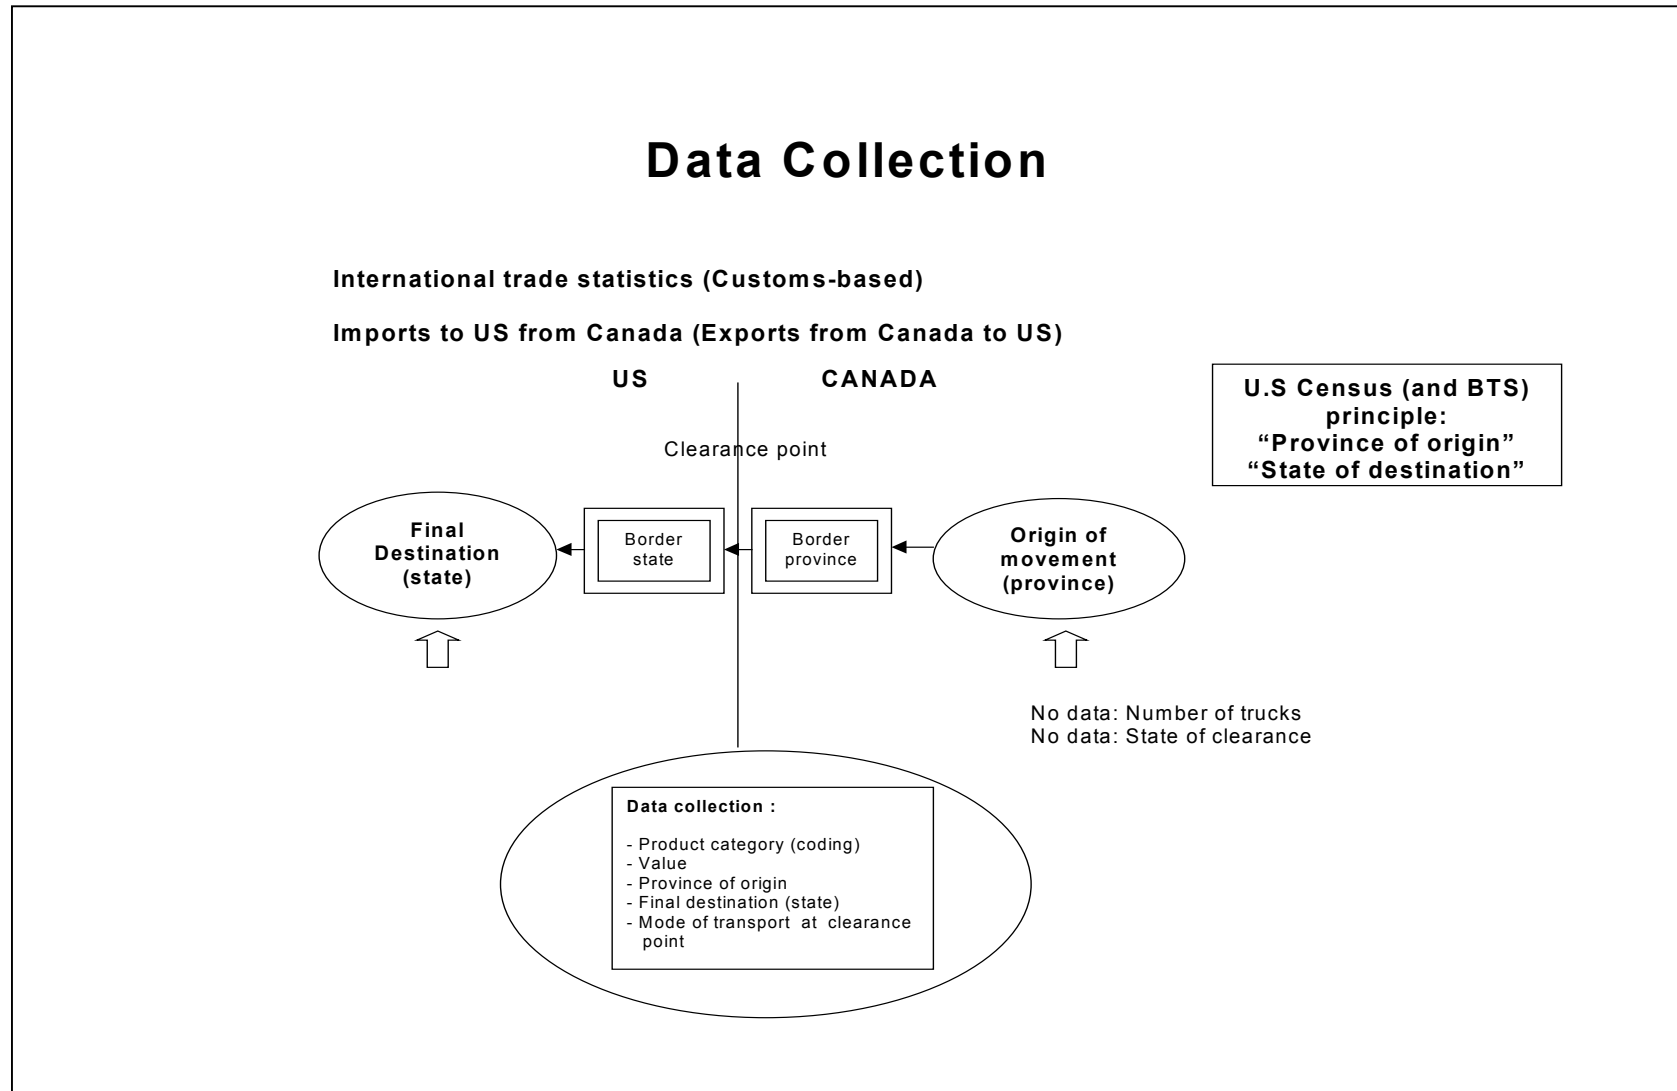 Data Collection
International trade statistics (Customs-based)
Imports to US from Canada (Exports from Canada to US)
US
CANADA
U.S Census (and BTS)
principle:
“Province of origin”
“State of destination”
Clearance point
Final
Destination
(state)
Border
state
Border
province
Origin of
movement
(province)
No data: Number of trucks
No data: State of clearance
Data collection :
- Product category (coding)
- Value
- Province of origin
- Final destination (state)
- Mode of transport at clearance
point